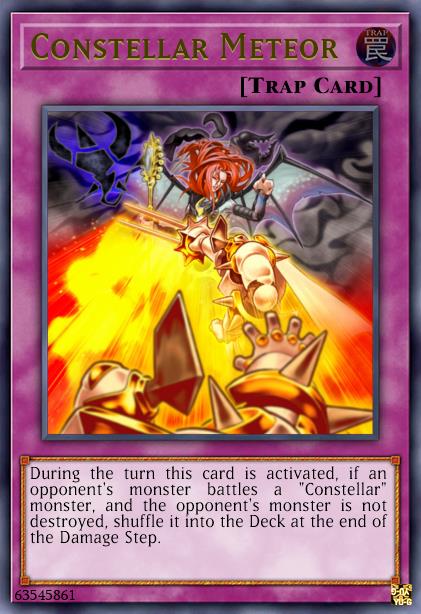 CONSTELLAR METEOR
TRAP
罠
[TRAP CARD]
During the turn this card is activated, if an
opponent's monster battles a "Constellar"
monster, and the opponent's monster is not
destroyed, shuffle it into the Deck at the end of
the Damage Step.
63545861